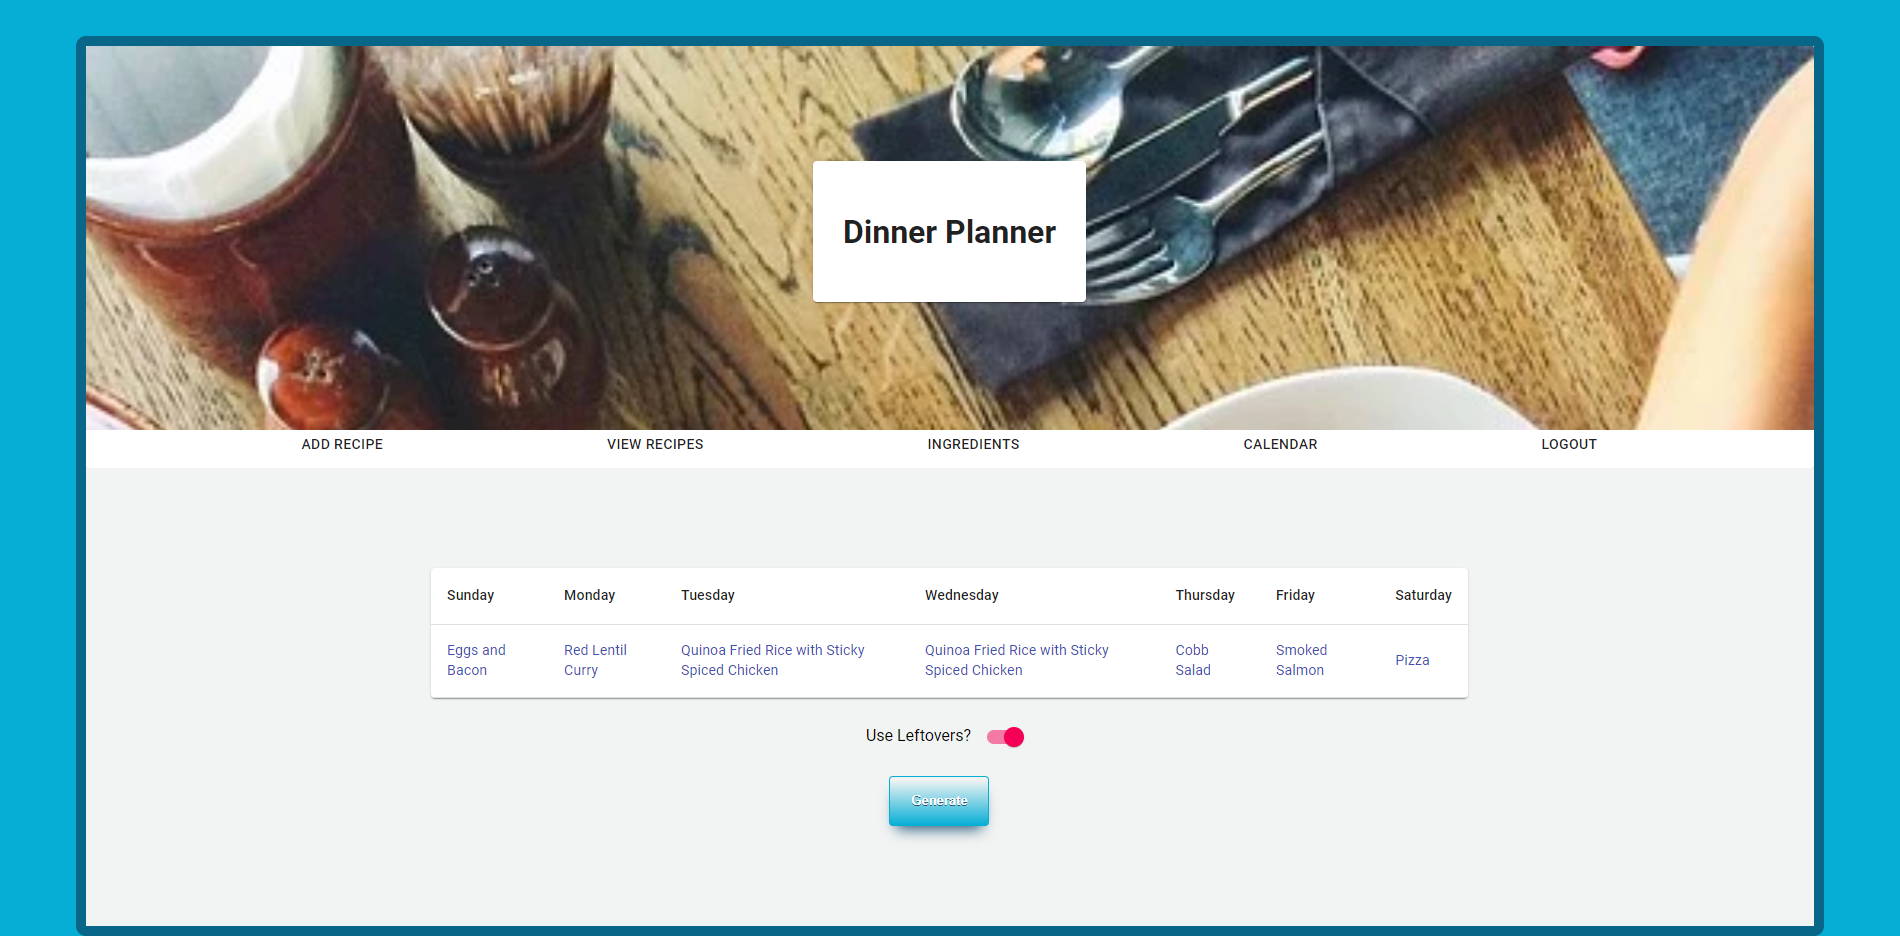 Dinner Planner
ADD RECIPE VIEW RECIPES INGREDIENTS CALENDAR LOGOUT
Sunday Monday Tuesday Wednesday Thursday Friday Saturday
Eggs and Red Lentil Quinoa Fried Rice with Sticky Quinoa Fried Rice with Sticky Cobb Smoked
Pizza
Bacon Curry Spiced Chicken Spiced Chicken Salad Salmon
Use Leftovers?
Generate